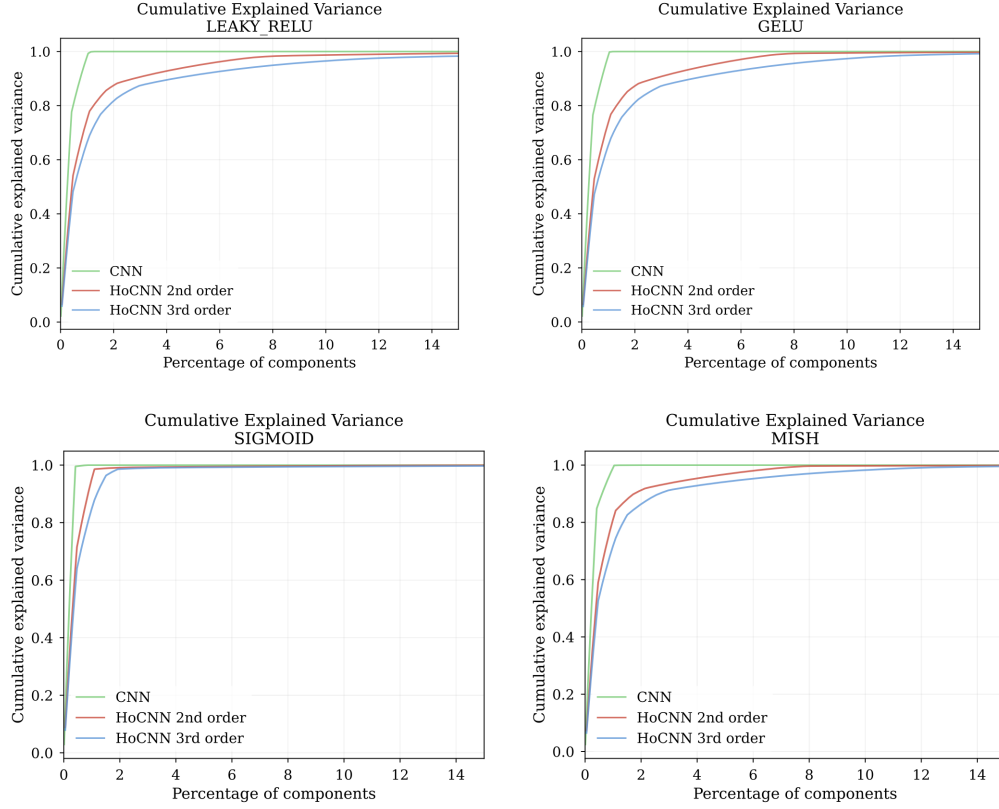 Cumulative Explained Variance
LEAKY_RELU
Cumulative explained variance
1.0
0.8
0.6
0.4
0.2
0.0
CNN
HoCNN 2nd order
HoCNN 3rd order
0 2 4 6 8 10 12 14
Percentage of components
Cumulative Explained Variance
GELU
Cumulative explained variance
1.0
0.8
0.6
0.4
0.2
0.0
CNN
HoCNN 2nd order
HoCNN 3rd order
0 2 4 6 8 10 12 14
Percentage of components
Cumulative Explained Variance
SIGMOID
Cumulative explained variance
1.0
0.8
0.6
0.4
0.2
0.0
CNN
HoCNN 2nd order
HoCNN 3rd order
0 2 4 6 8 10 12 14
Percentage of components
Cumulative Explained Variance
MISH
Cumulative explained variance
1.0
0.8
0.6
0.4
0.2
0.0
CNN
HoCNN 2nd order
HoCNN 3rd order
0 2 4 6 8 10 12 14
Percentage of components